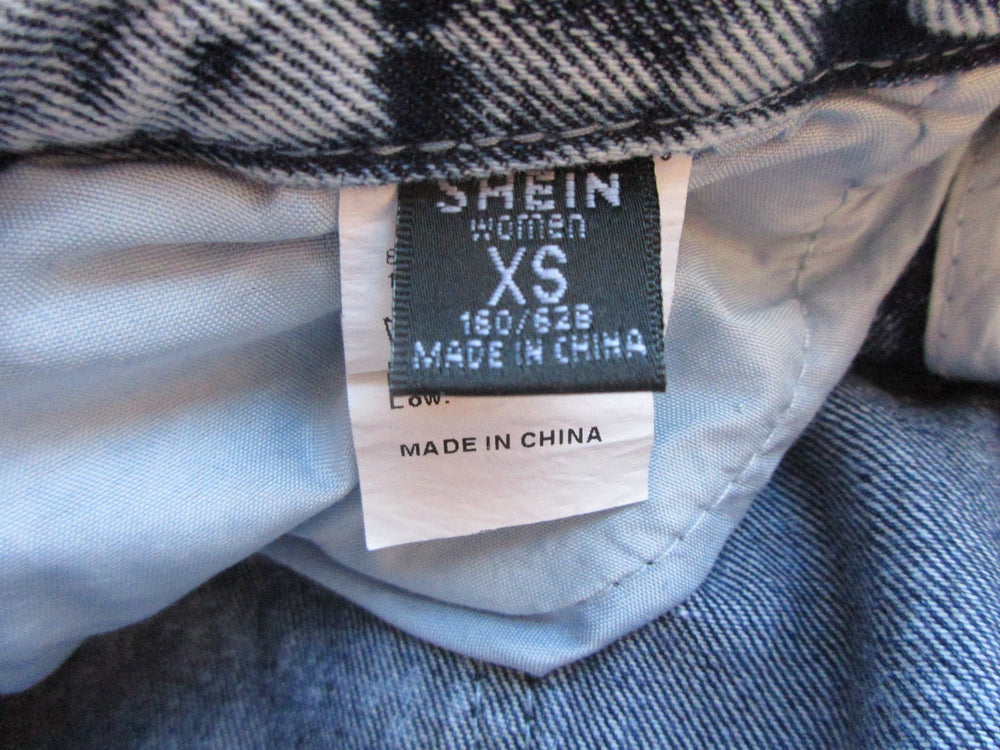 SHEIN
women
XS
160/62B
MADE IN CHINA
Low.
MADE IN CHINA